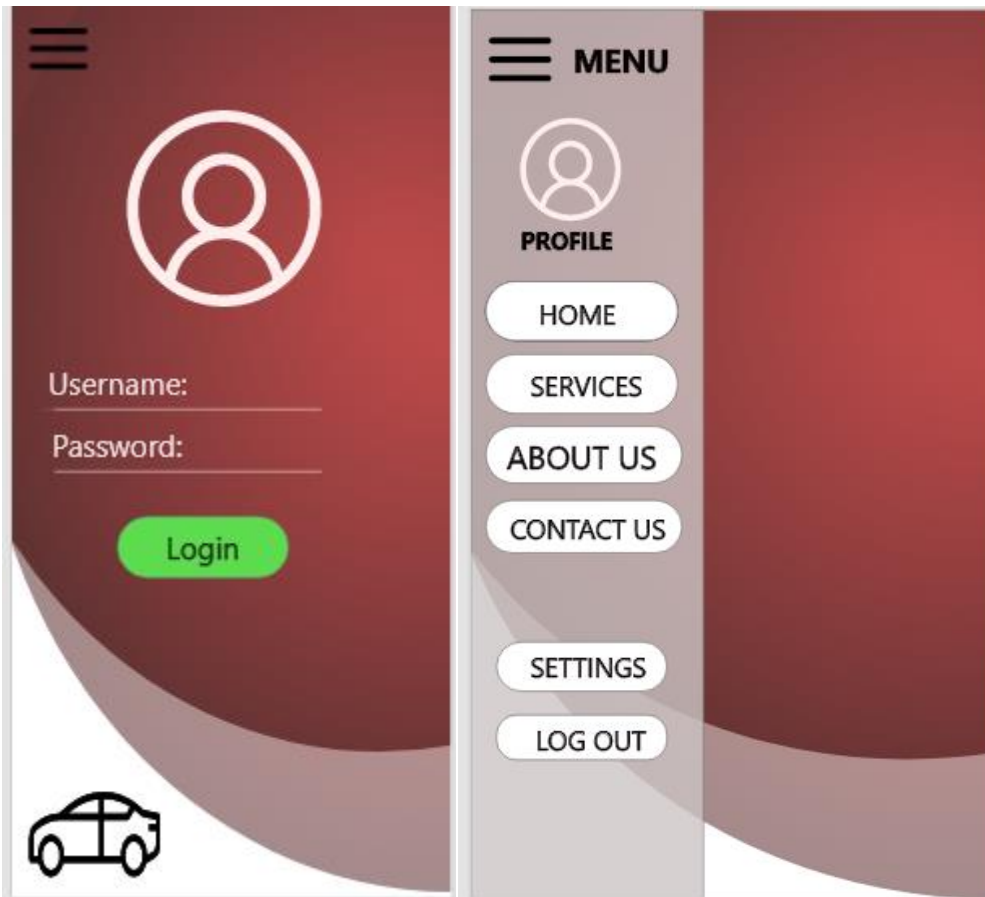 Username:
Password:
Login
MENU
PROFILE
HOME
SERVICES
ABOUT US
CONTACT US
SETTINGS
LOG OUT